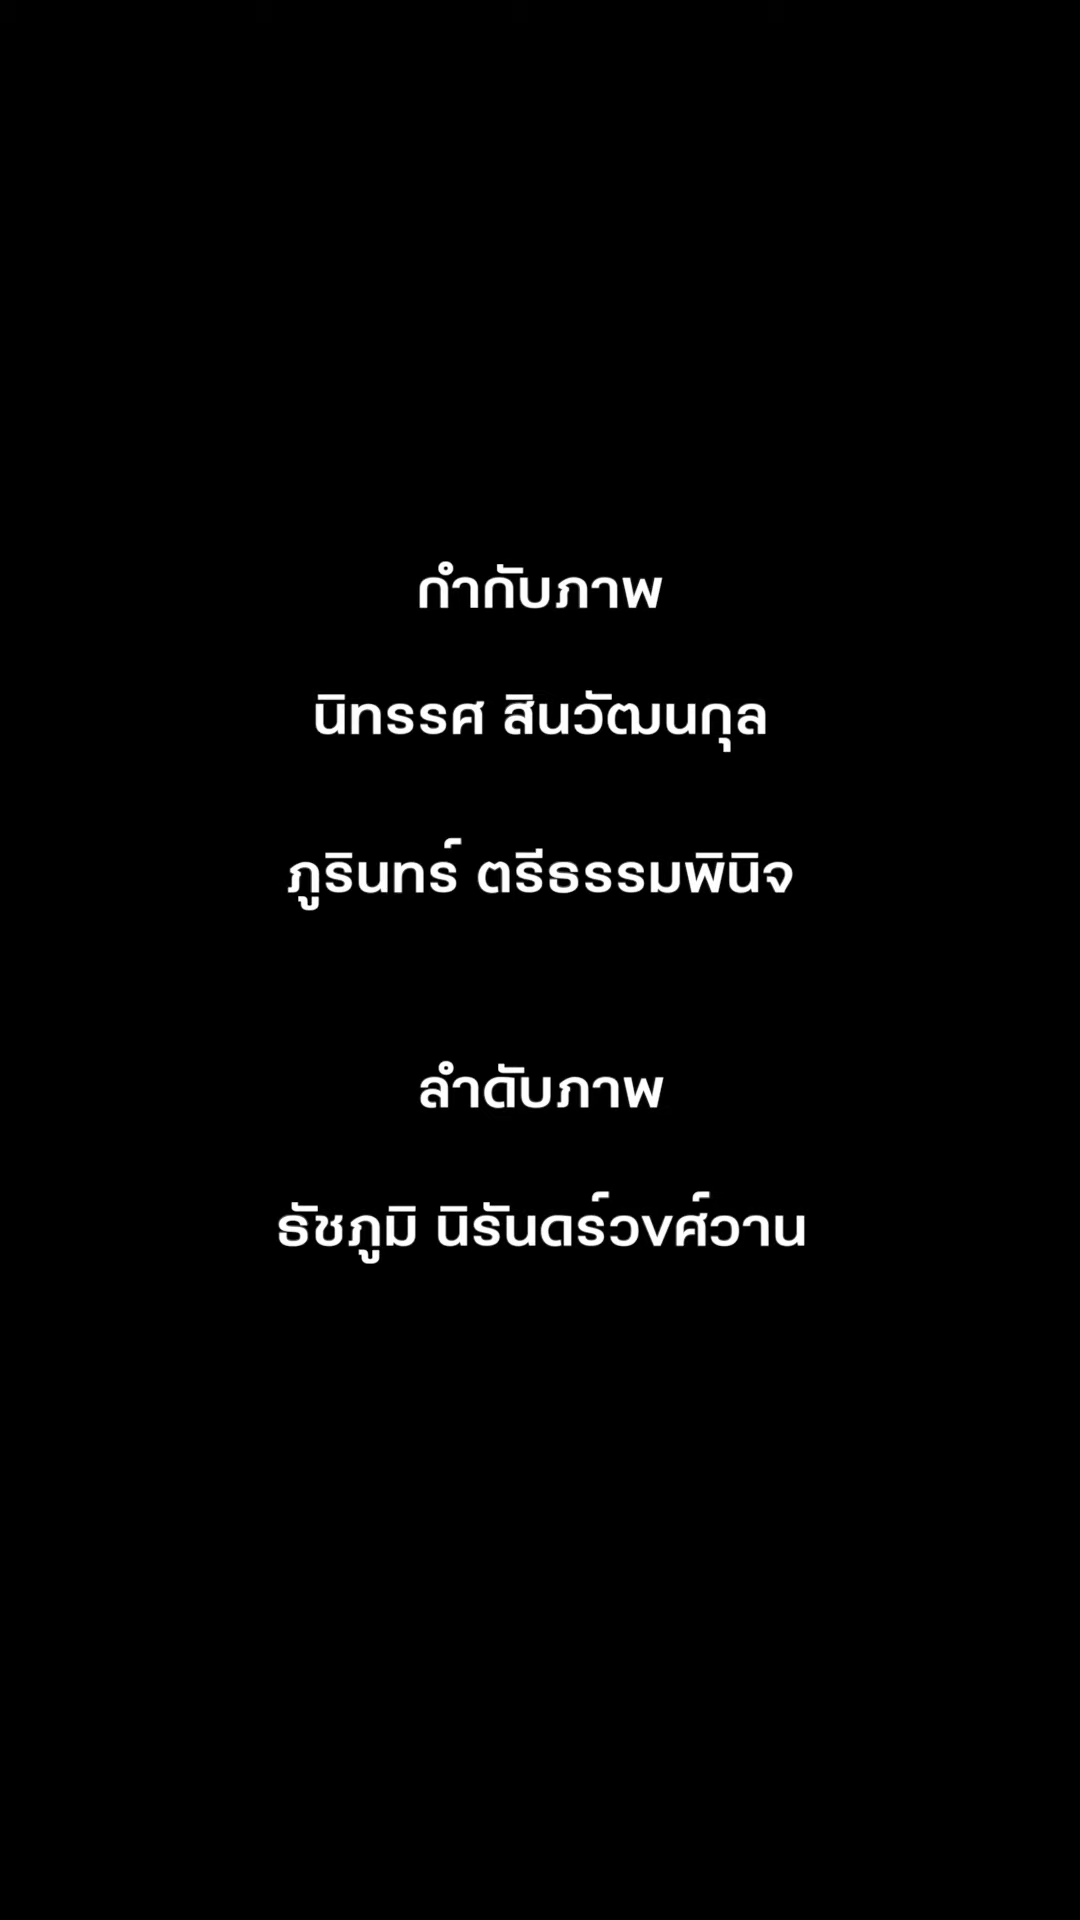 กำกับภาพ
นิทรรศ สินวัฒนกุล
ภูรินทร์ ตรีธรรมพินิจ
ลำดับภาพ
ธัชภูมิ นิรันดร์วงศ์วาน